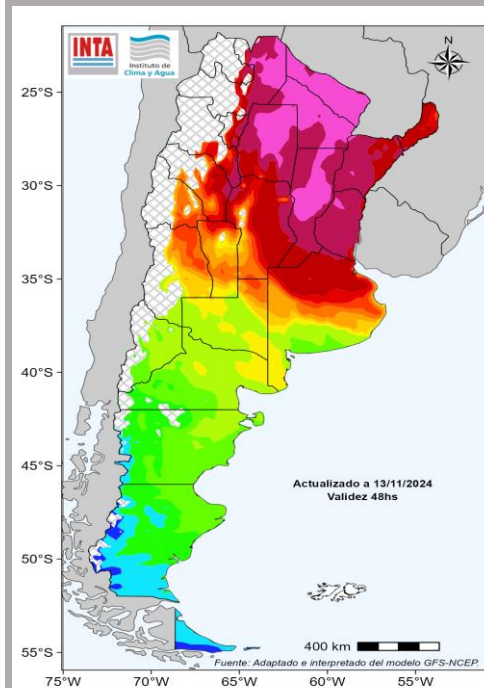 INTA
Instituto de
Clima y Agua
N
25°S
30°S
35°S
40°S
45°S
50°S
55°S
Actualizado a 13/11/2024
Validez 48hs
400 km
Fuente: Adaptado e interpretado del modelo GFS-NCEP.
75°W
70°W
65°W
60°W
55°W